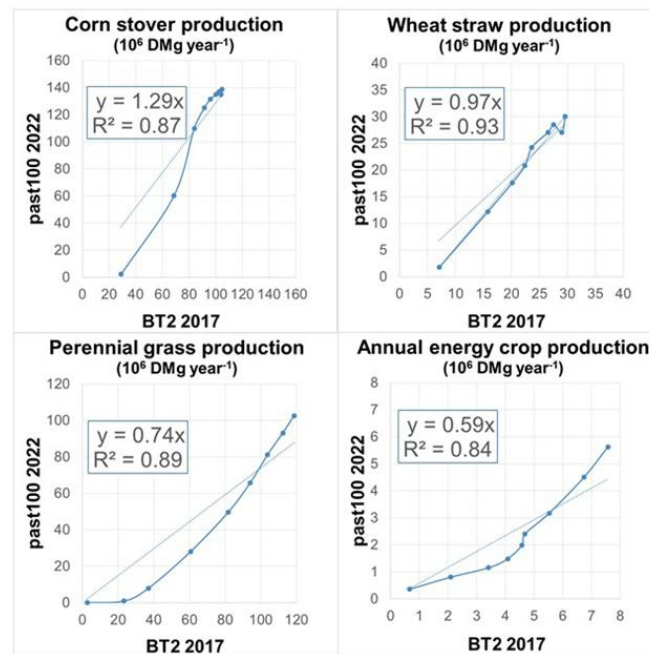 Corn stover production
(10⁶ DMg year⁻¹)
160
140
120
100
80
60
40
20
0
past100 2022
y = 1.29x
R² = 0.87
0 20 40 60 80 100 120 140 160
BT2 2017
Wheat straw production
(10⁶ DMg year⁻¹)
40
35
30
25
20
15
10
5
0
past100 2022
y = 0.97x
R² = 0.93
0 5 10 15 20 25 30 35 40
BT2 2017
Perennial grass production
(10⁶ DMg year⁻¹)
120
100
80
60
40
20
0
past100 2022
y = 0.74x
R² = 0.89
0 20 40 60 80 100 120
BT2 2017
Annual energy crop production
(10⁶ DMg year⁻¹)
8
7
6
5
4
3
2
1
0
past100 2022
y = 0.59x
R² = 0.84
0 1 2 3 4 5 6 7 8
BT2 2017